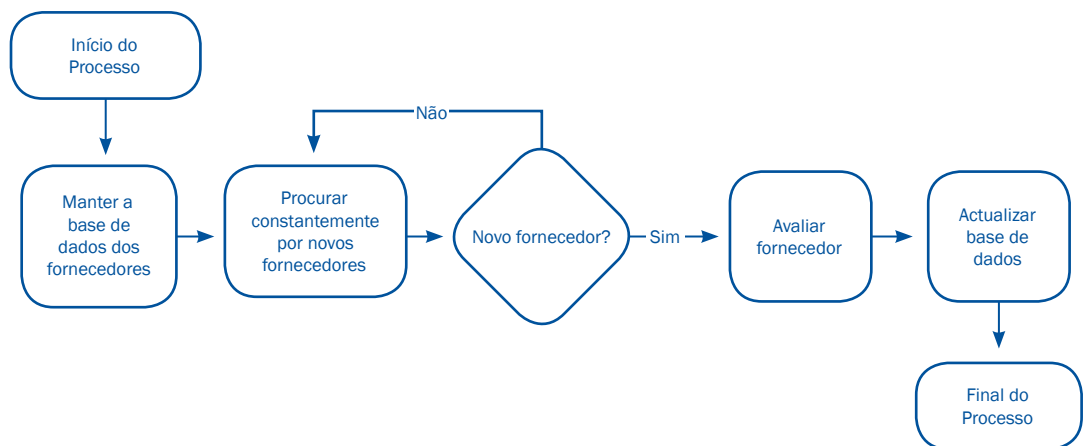 Início do
Processo
Manter a
base de
dados dos
fornecedores
Procurar
constantemente
por novos
fornecedores
Não
Novo fornecedor?
Sim
Avaliar
fornecedor
Actualizar
base de
dados
Final do
Processo